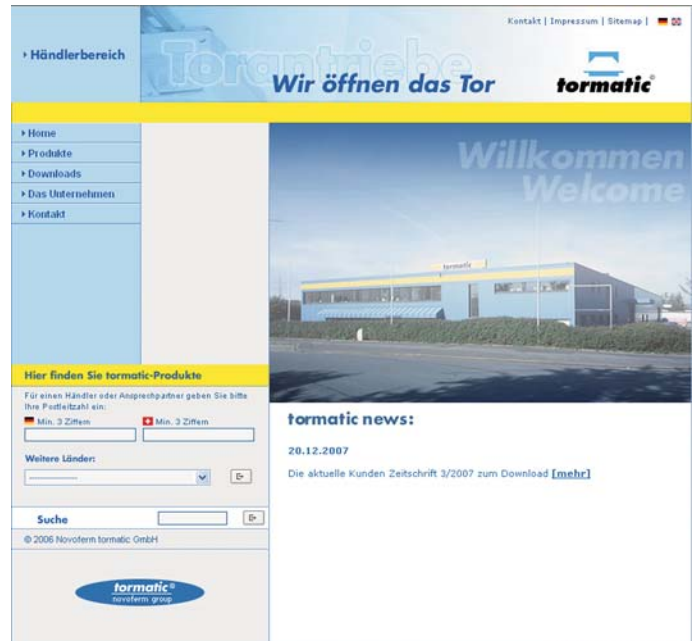 Kontakt | Impressum | Sitemap |
Händlerbereich
Torantriebe
Wir öffnen das Tor
tormatic®
Home
Produkte
Downloads
Das Unternehmen
Kontakt
Willkommen
Welcome
tormatic
Hier finden Sie tormatic-Produkte
Für einen Händler oder Ansprechpartner geben Sie bitte
Ihre Postleitzahl ein:
Min. 3 Ziffern Min. 3 Ziffern
Weitere Länder:
---------------
Suche
© 2006 Novoferm tormatic GmbH
tormatic®
novoferm group
tormatic news:
20.12.2007
Die aktuelle Kunden Zeitschrift 3/2007 zum Download [mehr]